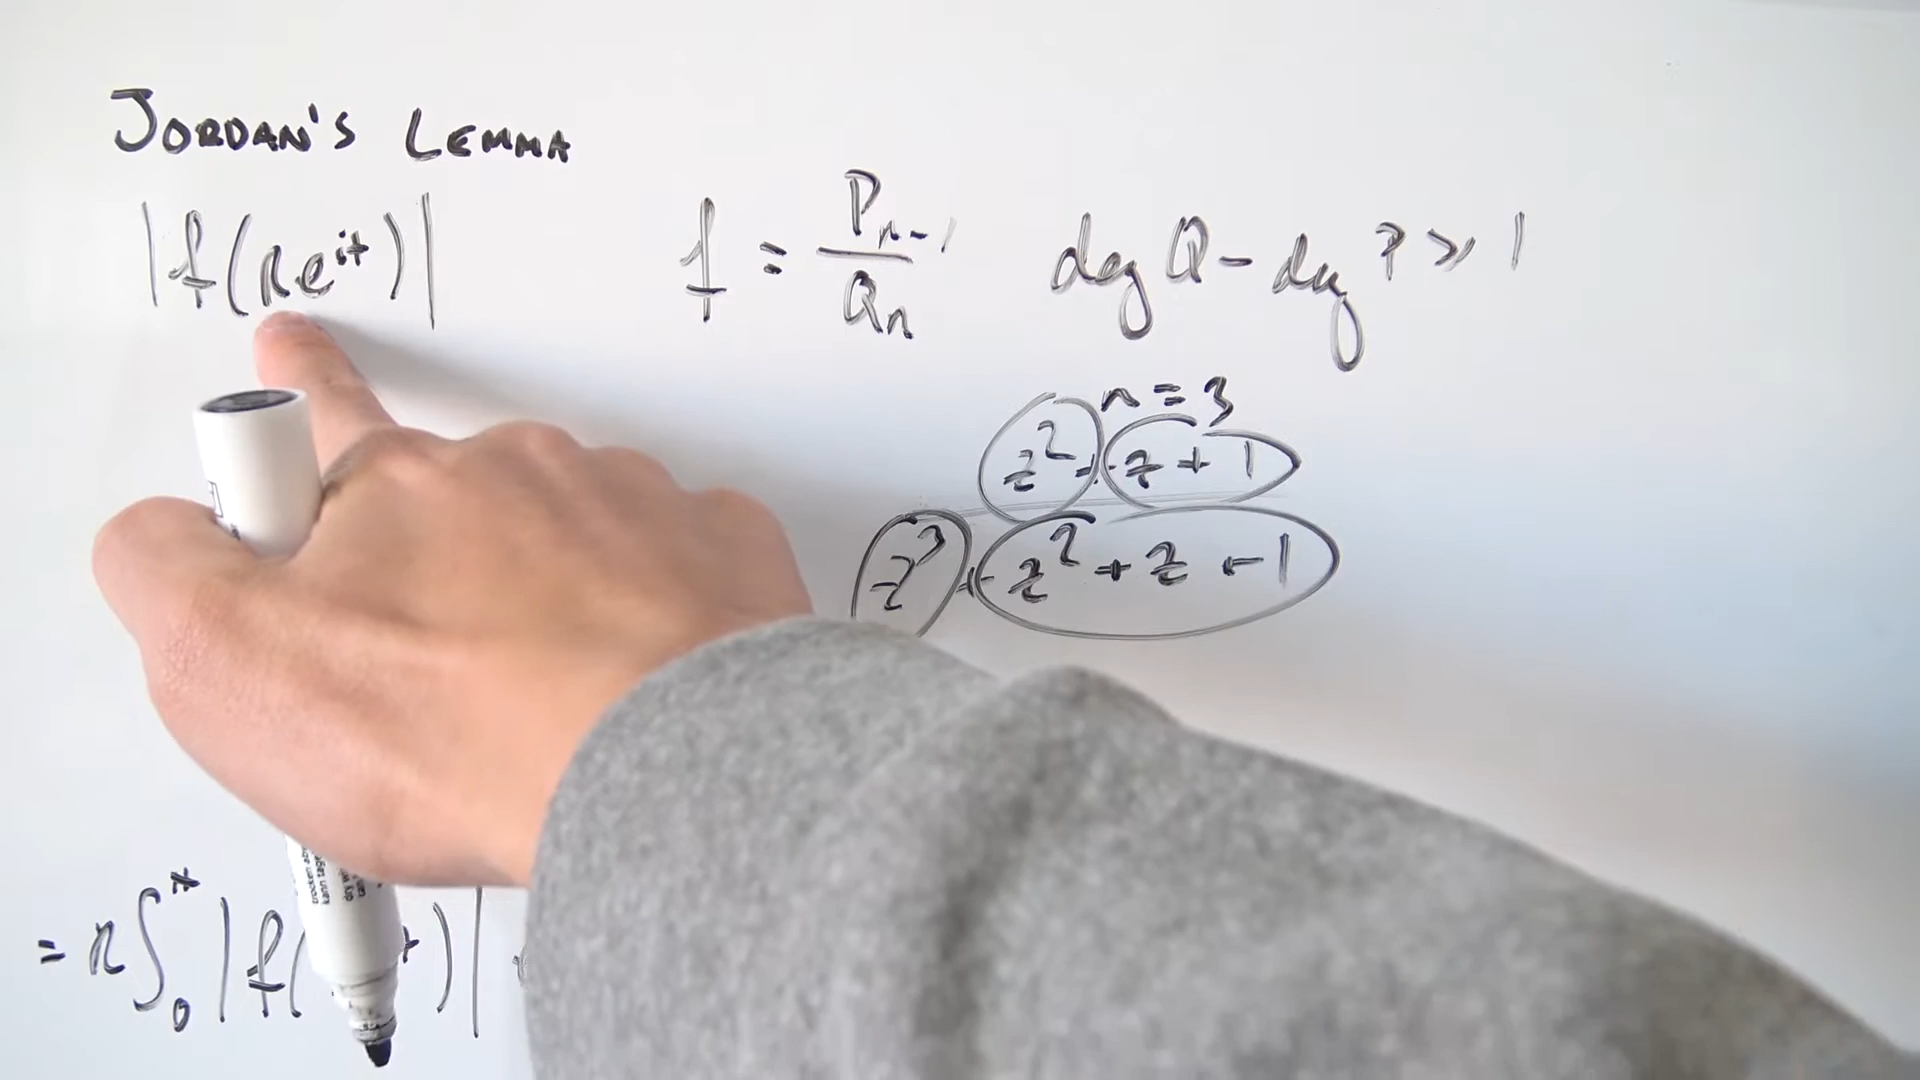 JORDAN'S LEMMA
|f(Re^{it})| f = P_{n-1}/Q_n deg Q - deg P ≥ 1
n = 3
z^2 + z + 1
z^3 + z^2 + z + 1
= R ∫_0^π |f( t)|